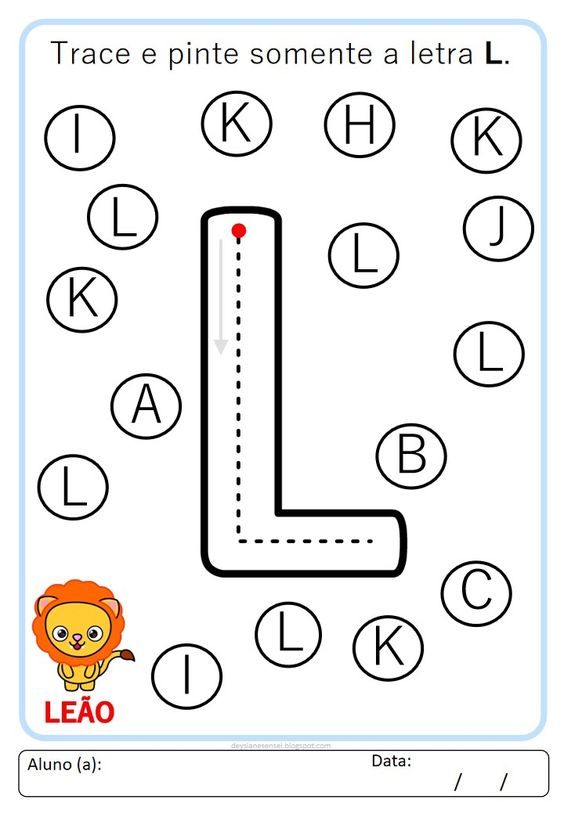 Trace e pinte somente a letra L.
I K H K
L J
L
K
L
A
B
L
C
L
K
I
LEÃO
deysianesensei.blogspot.com
Aluno (a): Data:
/ /